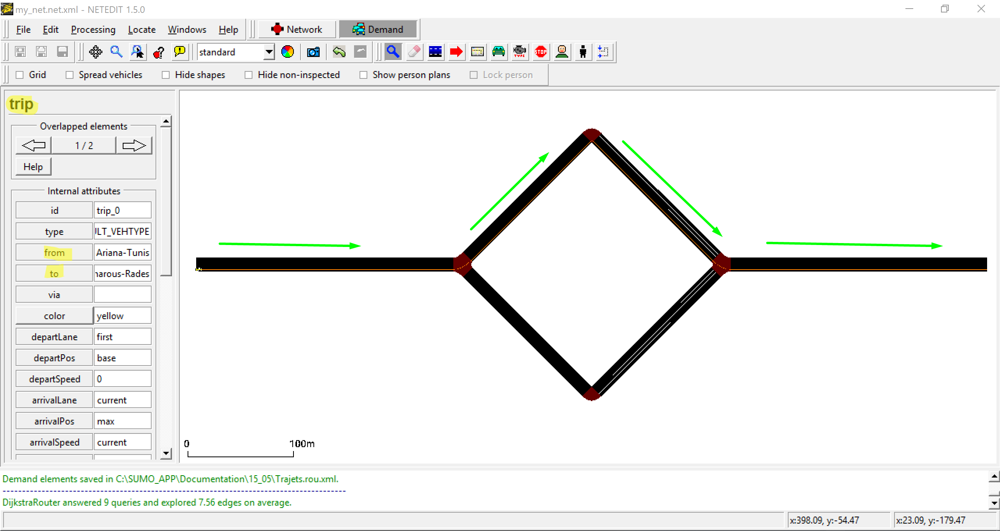 my_net.net.xml - NETEDIT 1.5.0
File Edit Processing Locate Windows Help Network Demand
standard TYPE STOP
Grid Spread vehicles Hide shapes Hide non-inspected Show person plans Lock person
trip
Overlapped elements
1 / 2
Help
Internal attributes
id trip_0
type JLT_VEHTYPE
from Ariana-Tunis
to narous-Rades
via
color yellow
departLane first
departPos base
departSpeed 0
arrivalLane current
arrivalPos max
arrivalSpeed current
0 100m
Demand elements saved in C:\SUMO_APP\Documentation\15_05\Trajets.rou.xml.
DijkstraRouter answered 9 queries and explored 7.56 edges on average.
x:398.09, y:-54.47 x:23.09, y:-179.47